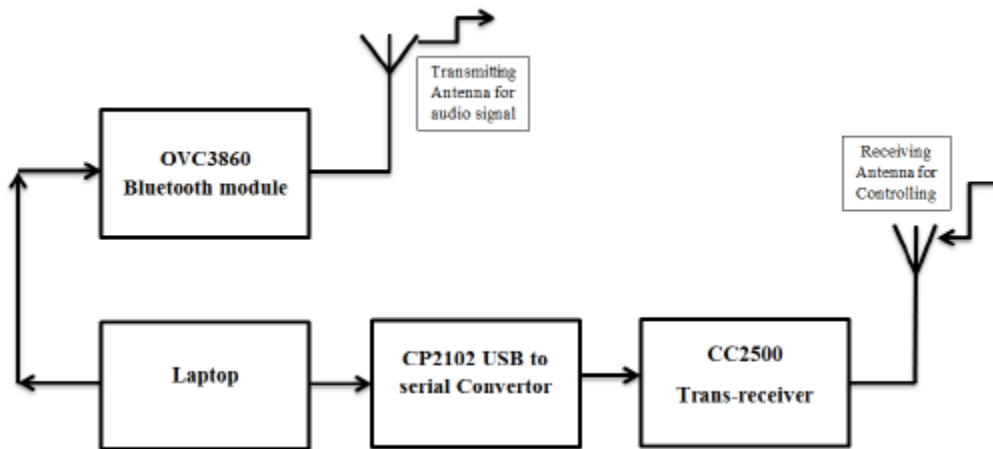 Transmitting
Antenna for
audio signal
OVC3860
Bluetooth module
Receiving
Antenna for
Controlling
Laptop
CP2102 USB to
serial Convertor
CC2500
Trans-receiver